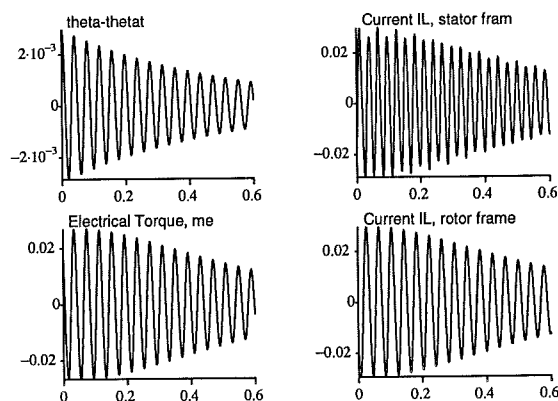 theta-thetat
2·10⁻³
0
−2·10⁻³
0 0.2 0.4 0.6
Current IL, stator fram
0.02
0
−0.02
0 0.2 0.4 0.6
Electrical Torque, me
0.02
0
−0.02
0 0.2 0.4 0.6
Current IL, rotor frame
0.02
0
−0.02
0 0.2 0.4 0.6